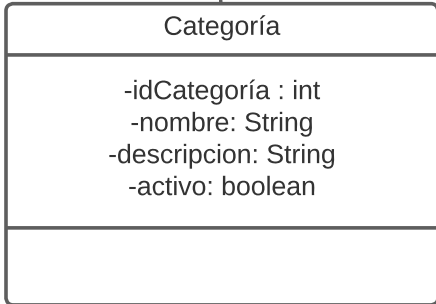 Categoría
-idCategoría : int
-nombre: String
-descripcion: String
-activo: boolean